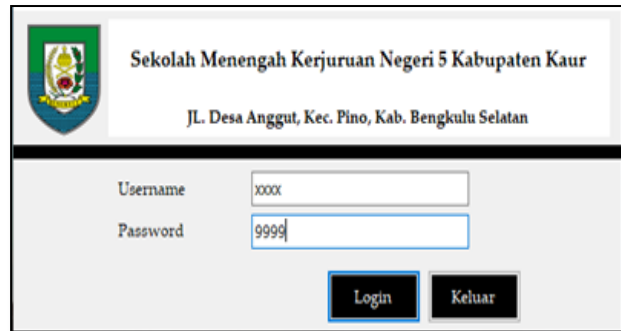 Sekolah Menengah Kerjuruan Negeri 5 Kabupaten Kaur
JL. Desa Anggut, Kec. Pino, Kab. Bengkulu Selatan
Username xxxx
Password 9999
Login Keluar